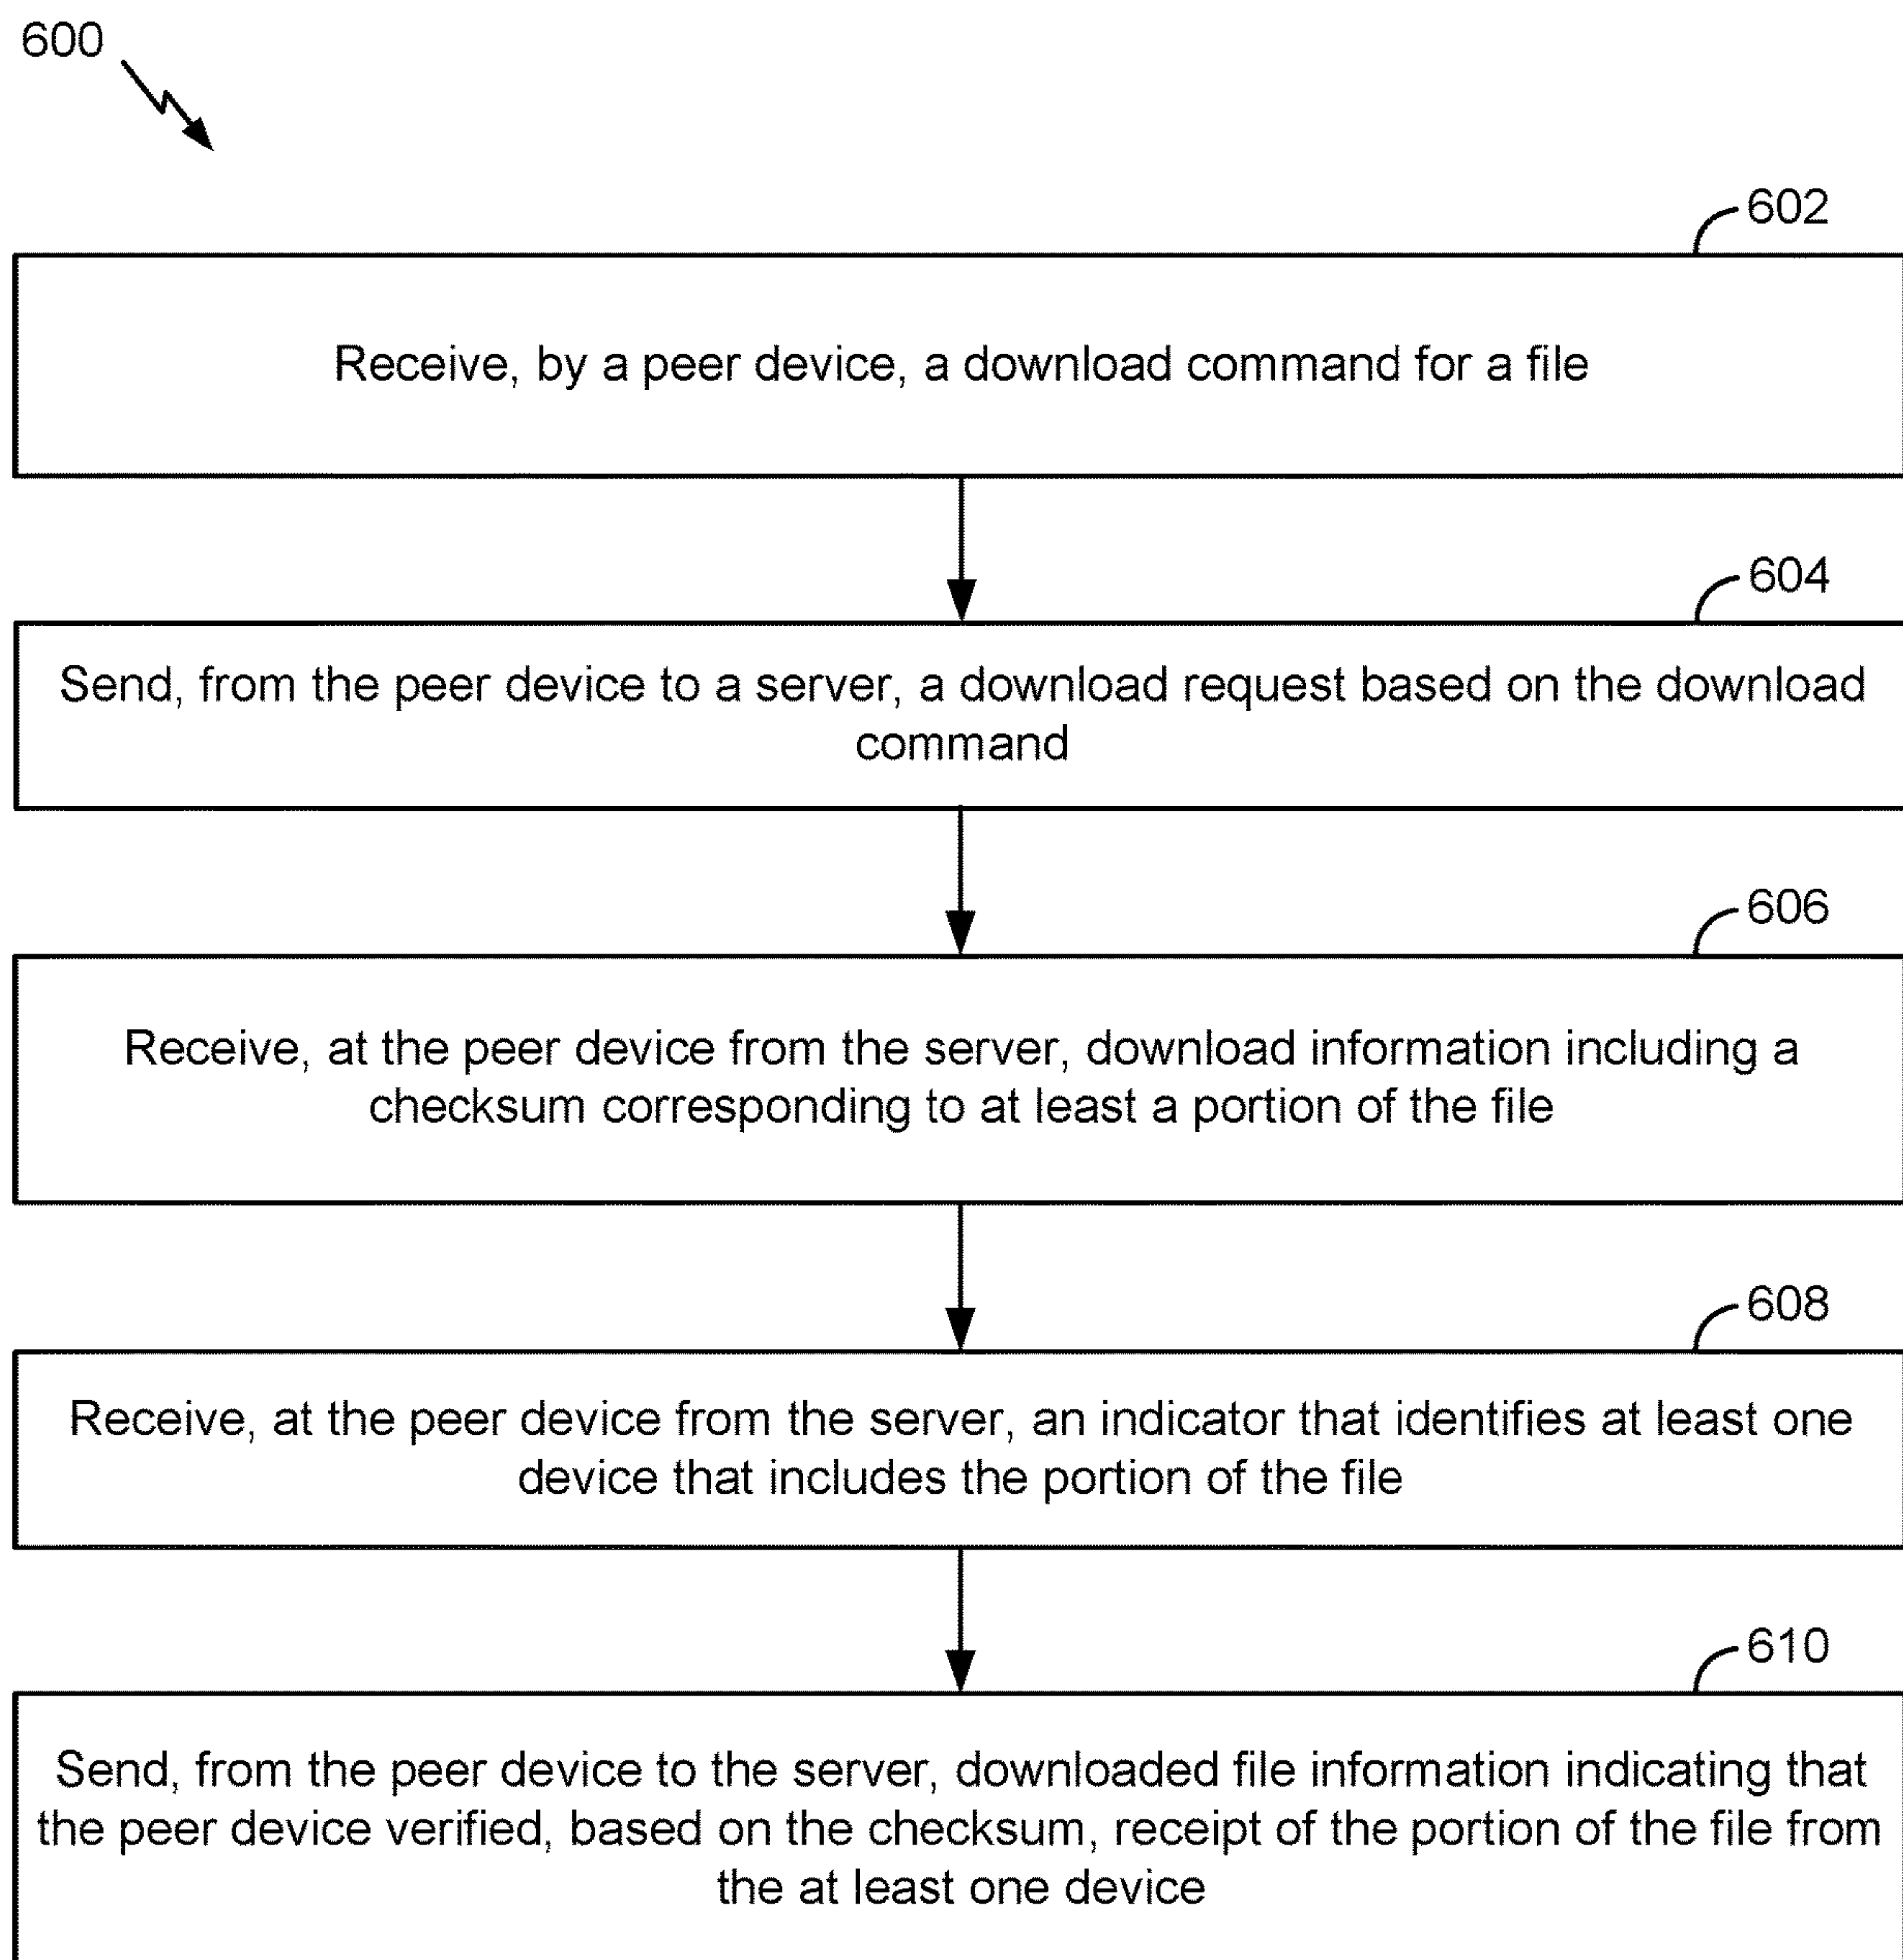 600
602
Receive, by a peer device, a download command for a file
604
Send, from the peer device to a server, a download request based on the download
command
606
Receive, at the peer device from the server, download information including a
checksum corresponding to at least a portion of the file
608
Receive, at the peer device from the server, an indicator that identifies at least one
device that includes the portion of the file
610
Send, from the peer device to the server, downloaded file information indicating that
the peer device verified, based on the checksum, receipt of the portion of the file from
the at least one device